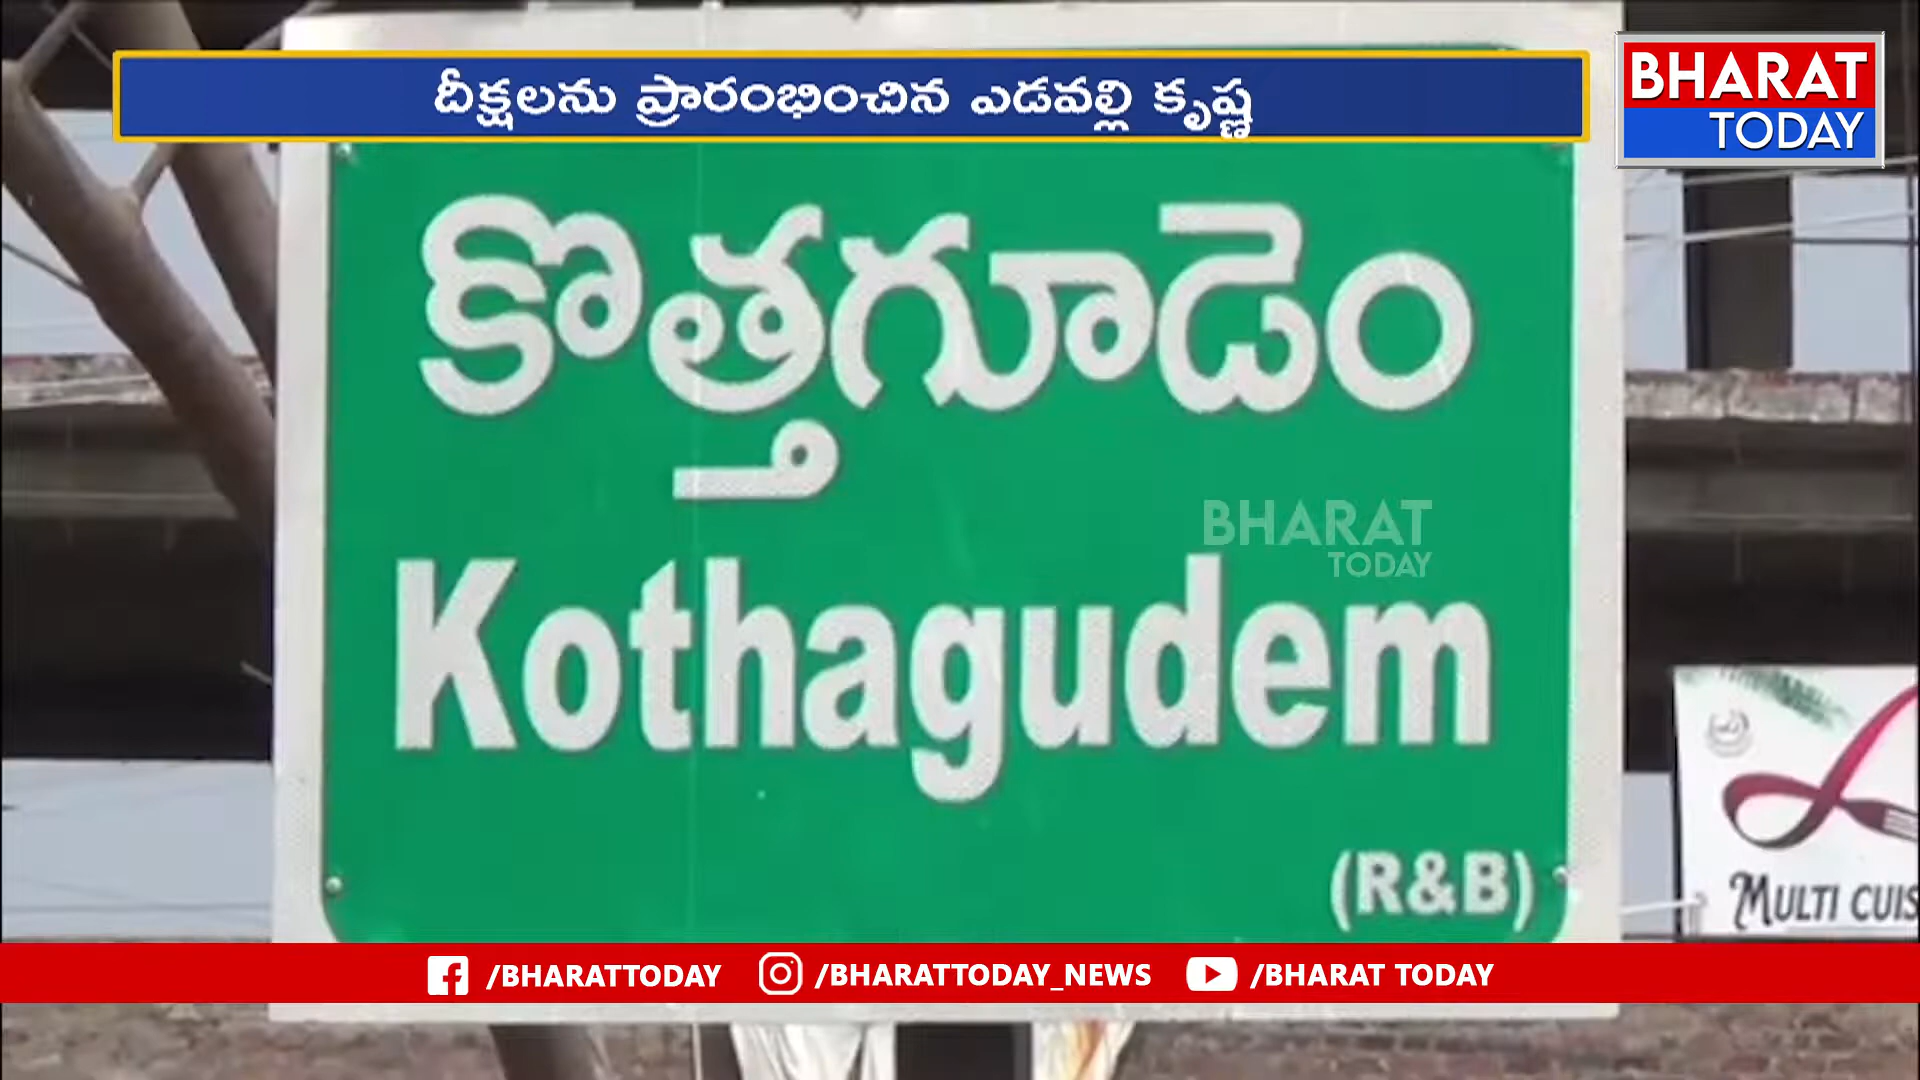 దీక్షలను ప్రారంభించిన ఎడవల్లి కృష్ణ
BHARAT
TODAY
కొత్తగూడెం
BHARAT
TODAY
Kothagudem
(R&B)
MULTI CUIS
/BHARATTODAY /BHARATTODAY_NEWS /BHARAT TODAY